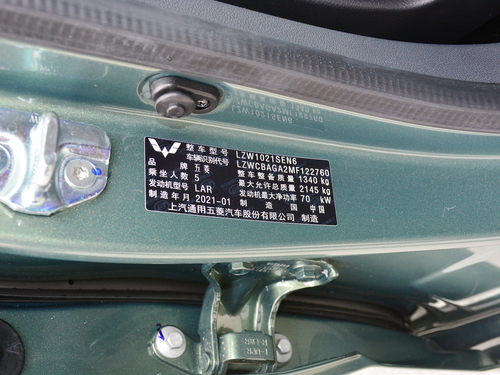 整车型号 LZW1021SEN6
车辆识别代号 LZWCBAGA2MF122760
品牌 五菱 整车整备质量 1340 kg
乘坐人数 5 最大允许总质量 2145 kg
发动机型号 LAR 发动机最大净功率 70 kW
制造年月 2021-01 制造国 中国
上汽通用五菱汽车股份有限公司 制造
R-LWR